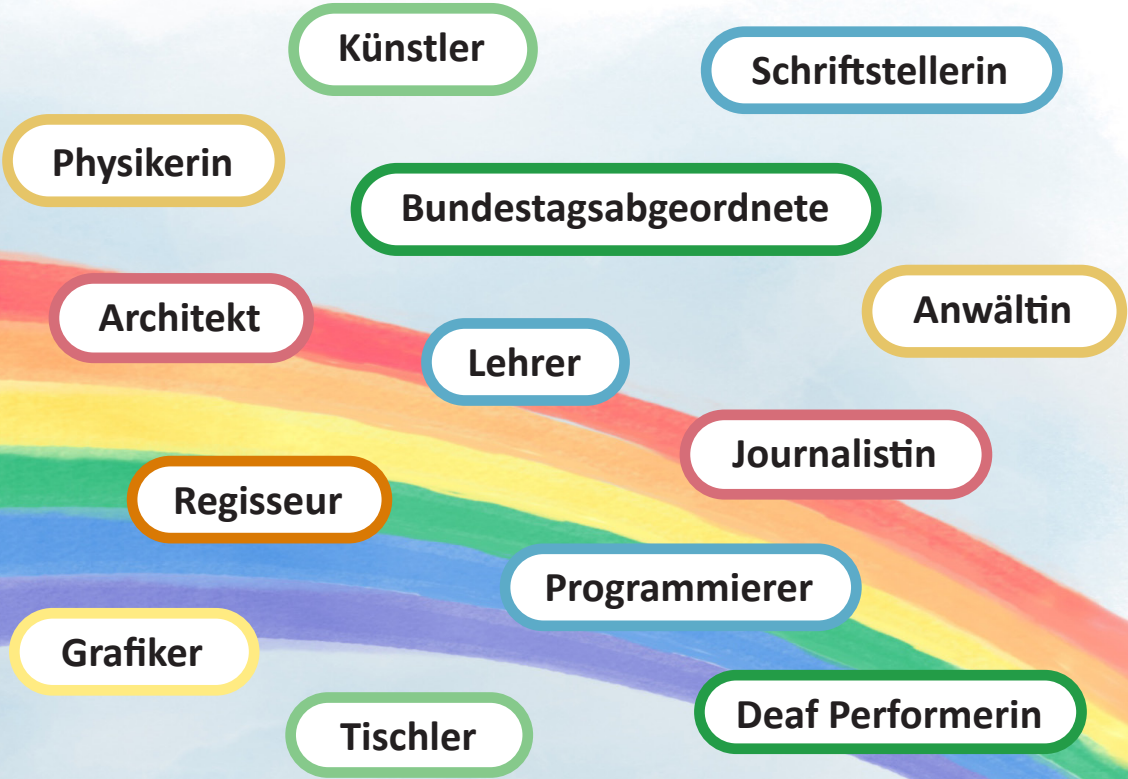 Künstler
Schriftstellerin
Physikerin
Bundestagsabgeordnete
Architekt
Anwältin
Lehrer
Journalistin
Regisseur
Programmierer
Grafiker
Deaf Performerin
Tischler